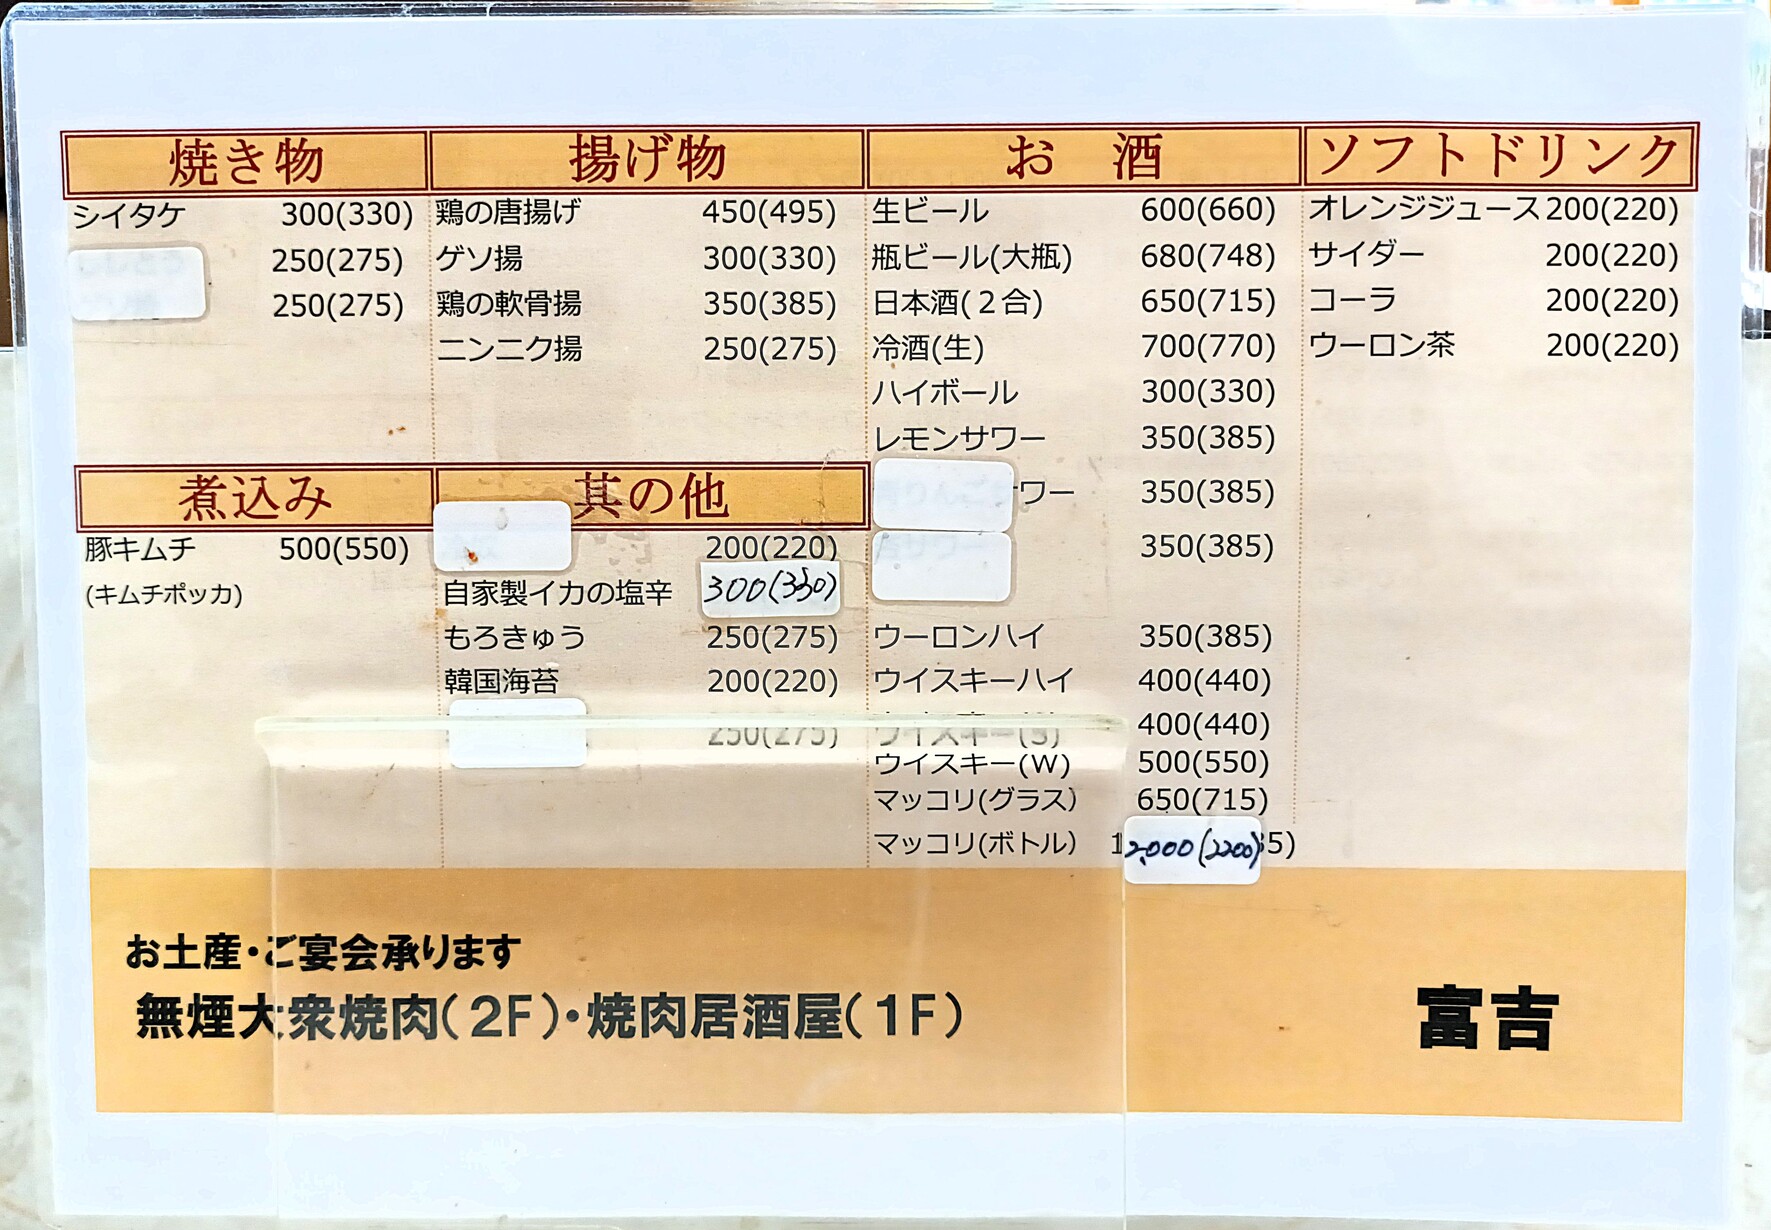 焼き物
シイタケ 300(330)
250(275)
250(275)
揚げ物
鶏の唐揚げ 450(495)
ゲソ揚 300(330)
鶏の軟骨揚 350(385)
ニンニク揚 250(275)
煮込み
豚キムチ 500(550)
(キムチポッカ)
其の他
200(220)
自家製イカの塩辛 300(330)
もろきゅう 250(275)
韓国海苔 200(220)
250(275)
お 酒
生ビール 600(660)
瓶ビール(大瓶) 680(748)
日本酒(２合) 650(715)
冷酒(生) 700(770)
ハイボール 300(330)
レモンサワー 350(385)
ワー 350(385)
350(385)
ウーロンハイ 350(385)
ウイスキーハイ 400(440)
ウイスキー(S) 400(440)
ウイスキー(W) 500(550)
マッコリ(グラス) 650(715)
マッコリ(ボトル) 2,000(2200)
ソフトドリンク
オレンジジュース 200(220)
サイダー 200(220)
コーラ 200(220)
ウーロン茶 200(220)
お土産・ご宴会承ります
無煙大衆焼肉(2F)・焼肉居酒屋(1F)
富吉